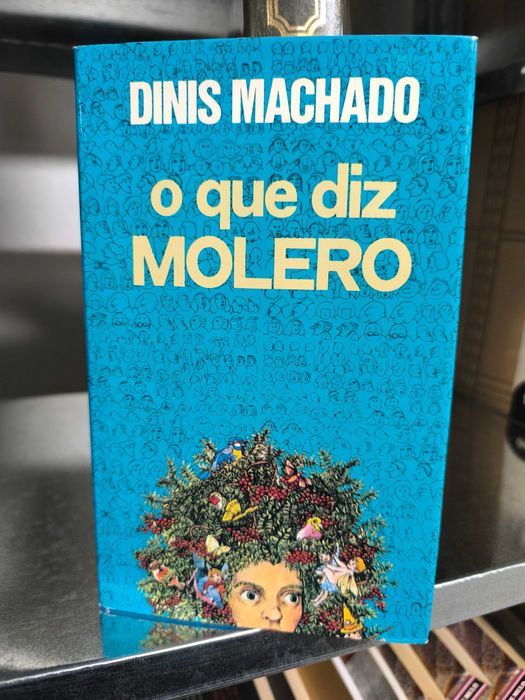 DINIS MACHADO
o que diz
MOLERO